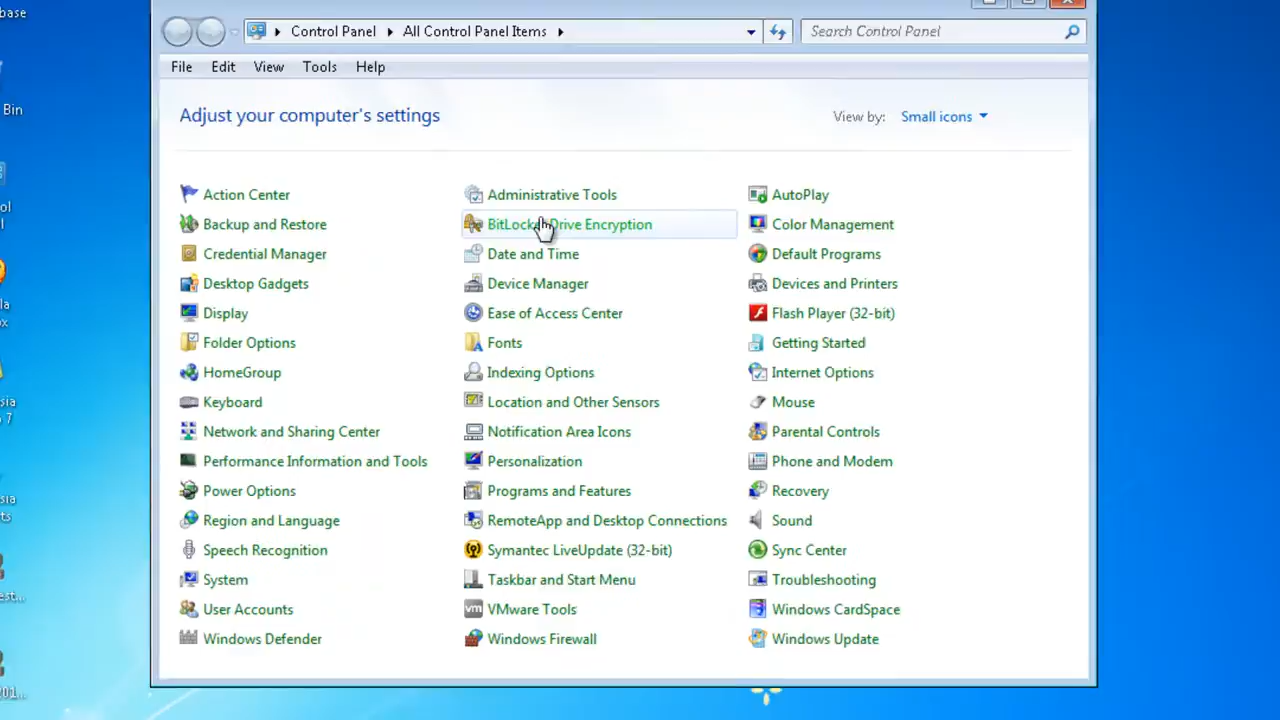 base
Control Panel All Control Panel Items Search Control Panel
File Edit View Tools Help
Bin
Adjust your computer's settings View by: Small icons
Action Center Administrative Tools AutoPlay
Backup and Restore Drive Encryption Color Management
Credential Manager Date and Time Default Programs
Desktop Gadgets Device Manager Devices and Printers
Display Ease of Access Center Flash Player (32-bit)
Folder Options Fonts Getting Started
HomeGroup Indexing Options Internet Options
Keyboard Location and Other Sensors Mouse
Network and Sharing Center Notification Area Icons Parental Controls
Performance Information and Tools Personalization Phone and Modem
Power Options Programs and Features Recovery
Region and Language RemoteApp and Desktop Connections Sound
Speech Recognition Symantec LiveUpdate (32-bit) Sync Center
System Taskbar and Start Menu Troubleshooting
User Accounts VMware Tools Windows CardSpace
Windows Defender Windows Firewall Windows Update